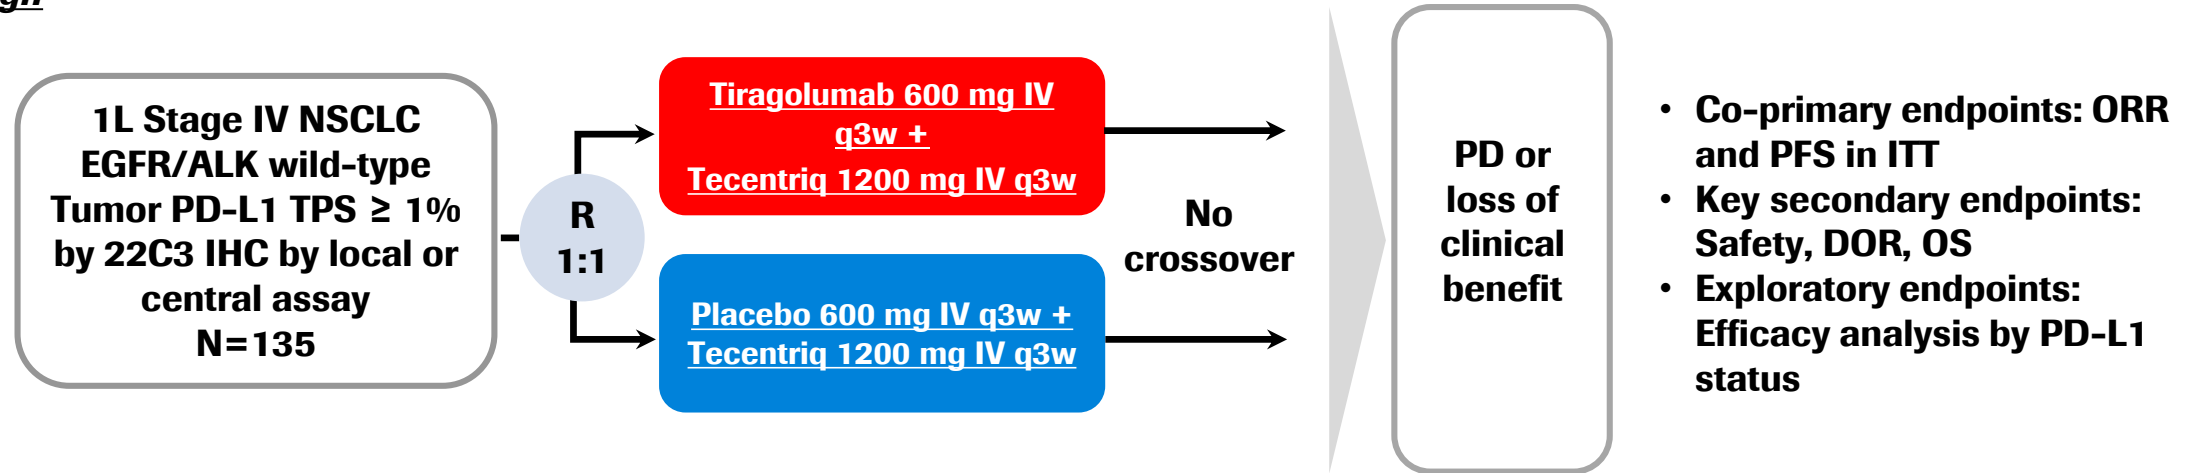 1L Stage IV NSCLC
EGFR/ALK wild-type
Tumor PD-L1 TPS ≥ 1%
by 22C3 IHC by local or
central assay
N=135
R
1:1
Tiragolumab 600 mg IV
q3w +
Tecentriq 1200 mg IV q3w
Placebo 600 mg IV q3w +
Tecentriq 1200 mg IV q3w
No
crossover
PD or
loss of
clinical
benefit
• Co-primary endpoints: ORR
and PFS in ITT
• Key secondary endpoints:
Safety, DOR, OS
• Exploratory endpoints:
Efficacy analysis by PD-L1
status